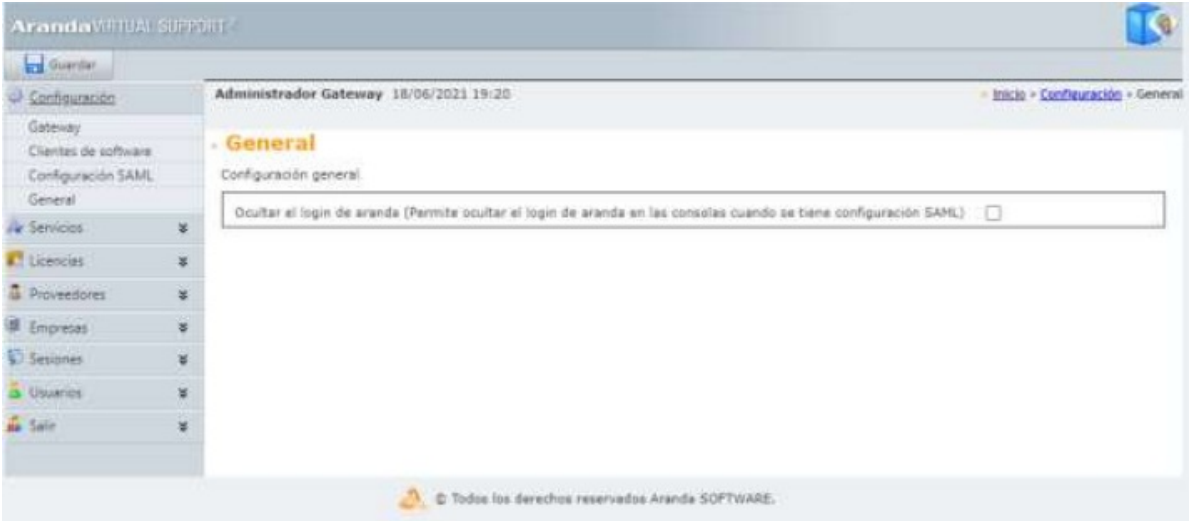 Aranda VIRTUAL SUPPORT
Guardar
Configuración
Gateway
Clientes de software
Configuración SAML
General
Servicios
Licencias
Proveedores
Empresas
Sesiones
Usuarios
Salir
Administrador Gateway 18/06/2021 19:20
Inicio Configuración General
General
Configuración general
Ocultar el login de aranda (Permite ocultar el login de aranda en las consolas cuando se tiene configuración SAML)
© Todos los derechos reservados Aranda SOFTWARE.